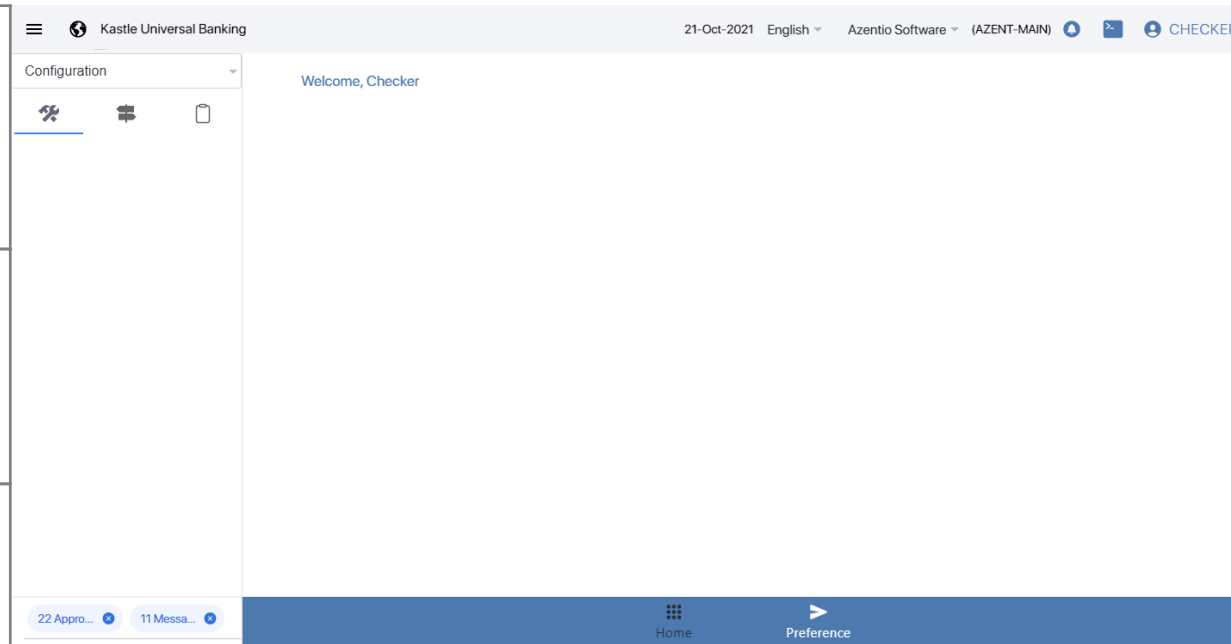 Kastle Universal Banking
21-Oct-2021 English Azentio Software (AZENT-MAIN) CHECKER
Configuration
Welcome, Checker
22 Appro... 11 Messa...
Home Preference